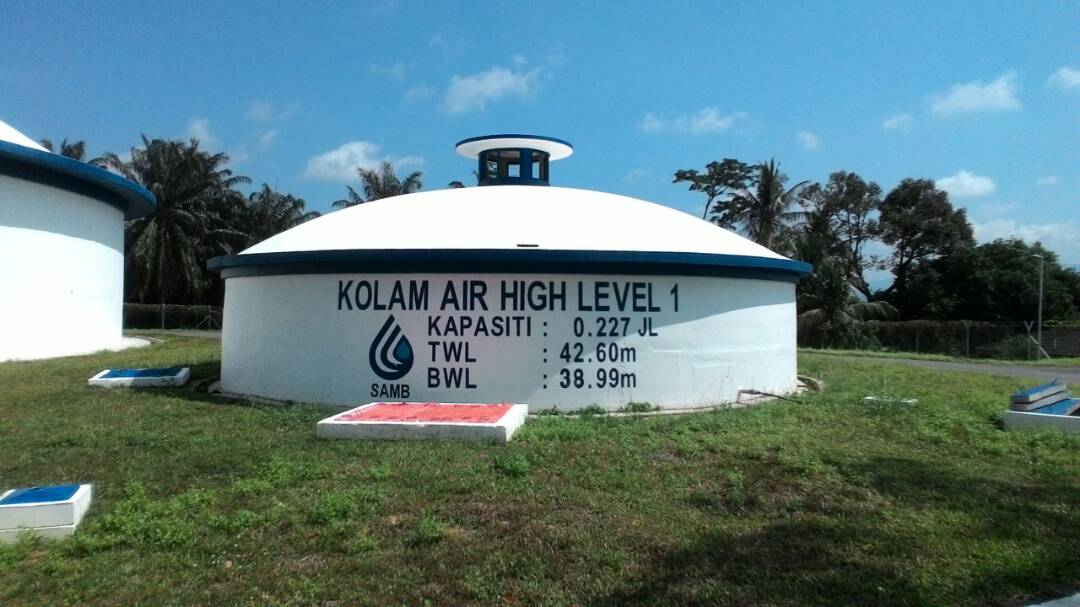 KOLAM AIR HIGH LEVEL 1
KAPASITI : 0.227 JL
TWL : 42.60m
BWL : 38.99m
SAMB